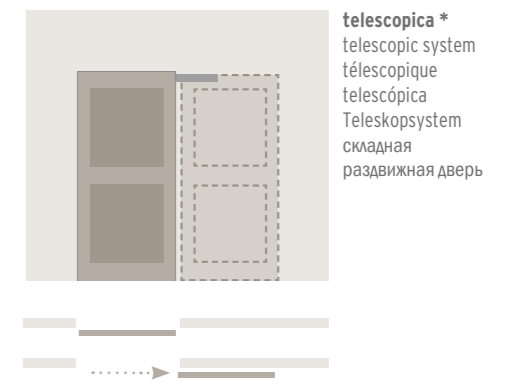 telescopica *
telescopic system
télescopique
telescópica
Teleskopsystem
складная
раздвижная дверь